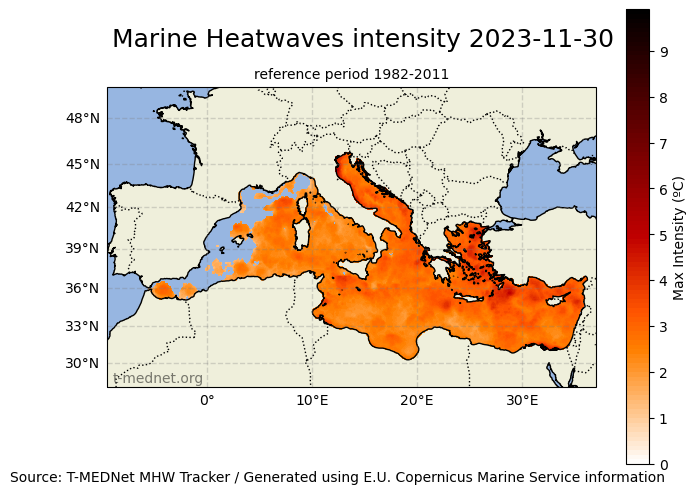 Marine Heatwaves intensity 2023-11-30
reference period 1982-2011
48°N
45°N
42°N
39°N
36°N
33°N
30°N
t-mednet.org
0°
10°E
20°E
30°E
9
8
7
6
5
4
3
2
1
0
Max Intensity (ºC)
Source: T-MEDNet MHW Tracker / Generated using E.U. Copernicus Marine Service information